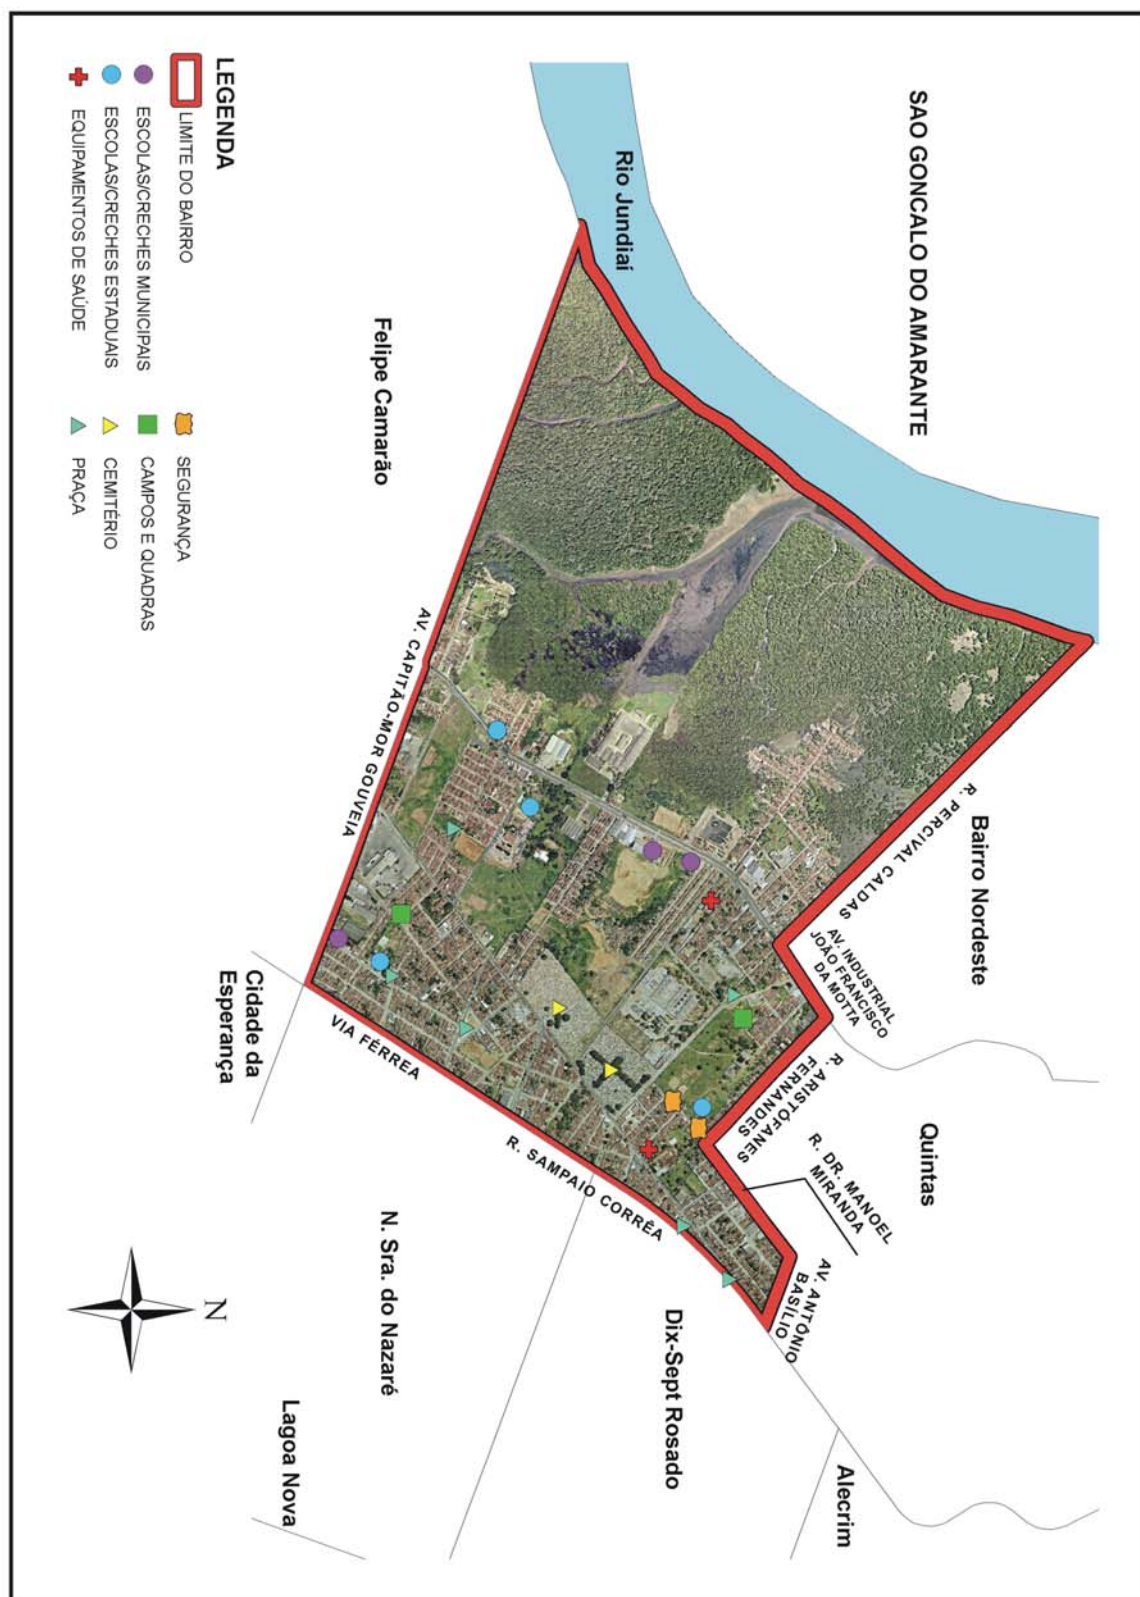 SAO GONCALO DO AMARANTE
Rio Jundiaí
Bairro Nordeste
R. PERCIVAL CALDAS
AV. INDUSTRIAL
JOÃO FRANCISCO
DA MOTTA
Quintas
R. ARISTÓFANES
FERNANDES
R. DR. MANOEL
MIRANDA
AV. ANTÔNIO
BASÍLIO
Alecrim
Felipe Camarão
AV. CAPITÃO-MOR GOUVEIA
Cidade da
Esperança
VIA FÉRREA
R. SAMPAIO CORRÊA
Dix-Sept Rosado
N. Sra. do Nazaré
Lagoa Nova
N
LEGENDA
LIMITE DO BAIRRO
ESCOLAS/CRECHES MUNICIPAIS
ESCOLAS/CRECHES ESTADUAIS
EQUIPAMENTOS DE SAÚDE
SEGURANÇA
CAMPOS E QUADRAS
CEMITÉRIO
PRAÇA